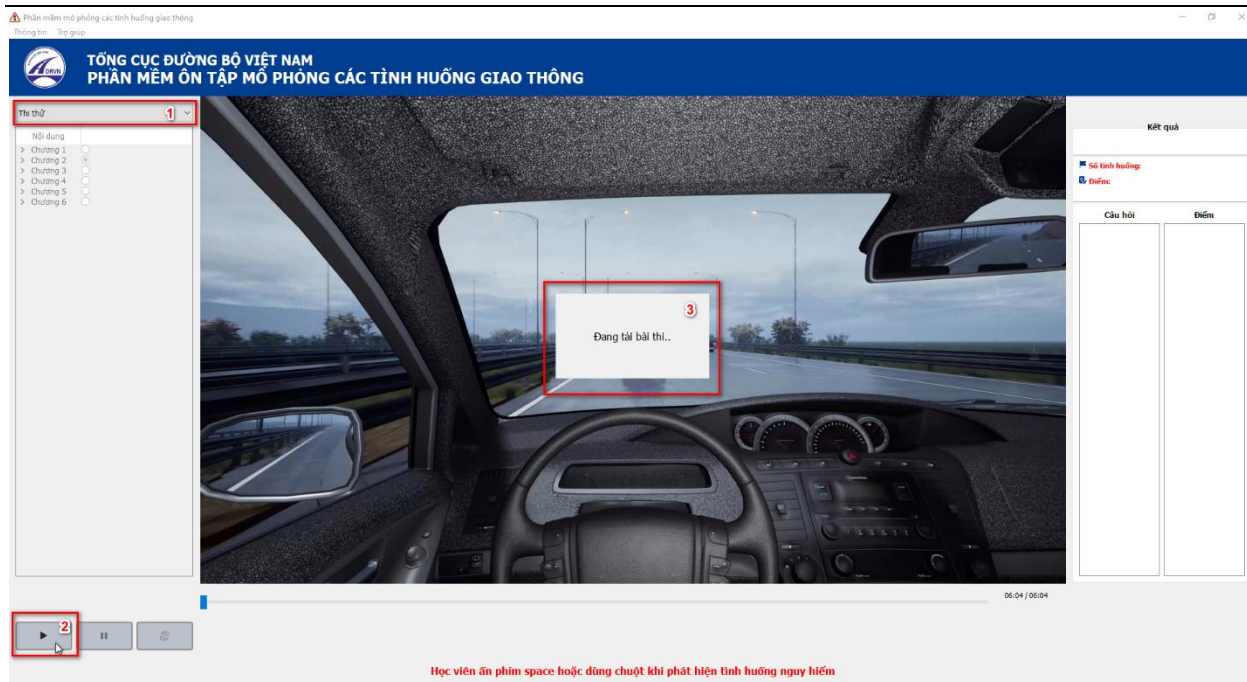 Phần mềm mô phỏng các tình huống giao thông
Thông tin Trợ giúp
TỔNG CỤC ĐƯỜNG BỘ VIỆT NAM
PHẦN MỀM ÔN TẬP MÔ PHỎNG CÁC TÌNH HUỐNG GIAO THÔNG
DRVN
Thi thử
1
Nội dung
Chương 1
Chương 2
Chương 3
Chương 4
Chương 5
Chương 6
3
Đang tải bài thi..
Kết quả
Số tình huống:
Điểm:
Câu hỏi Điểm
06:04 / 06:04
2
Học viên ấn phím space hoặc dùng chuột khi phát hiện tình huống nguy hiểm